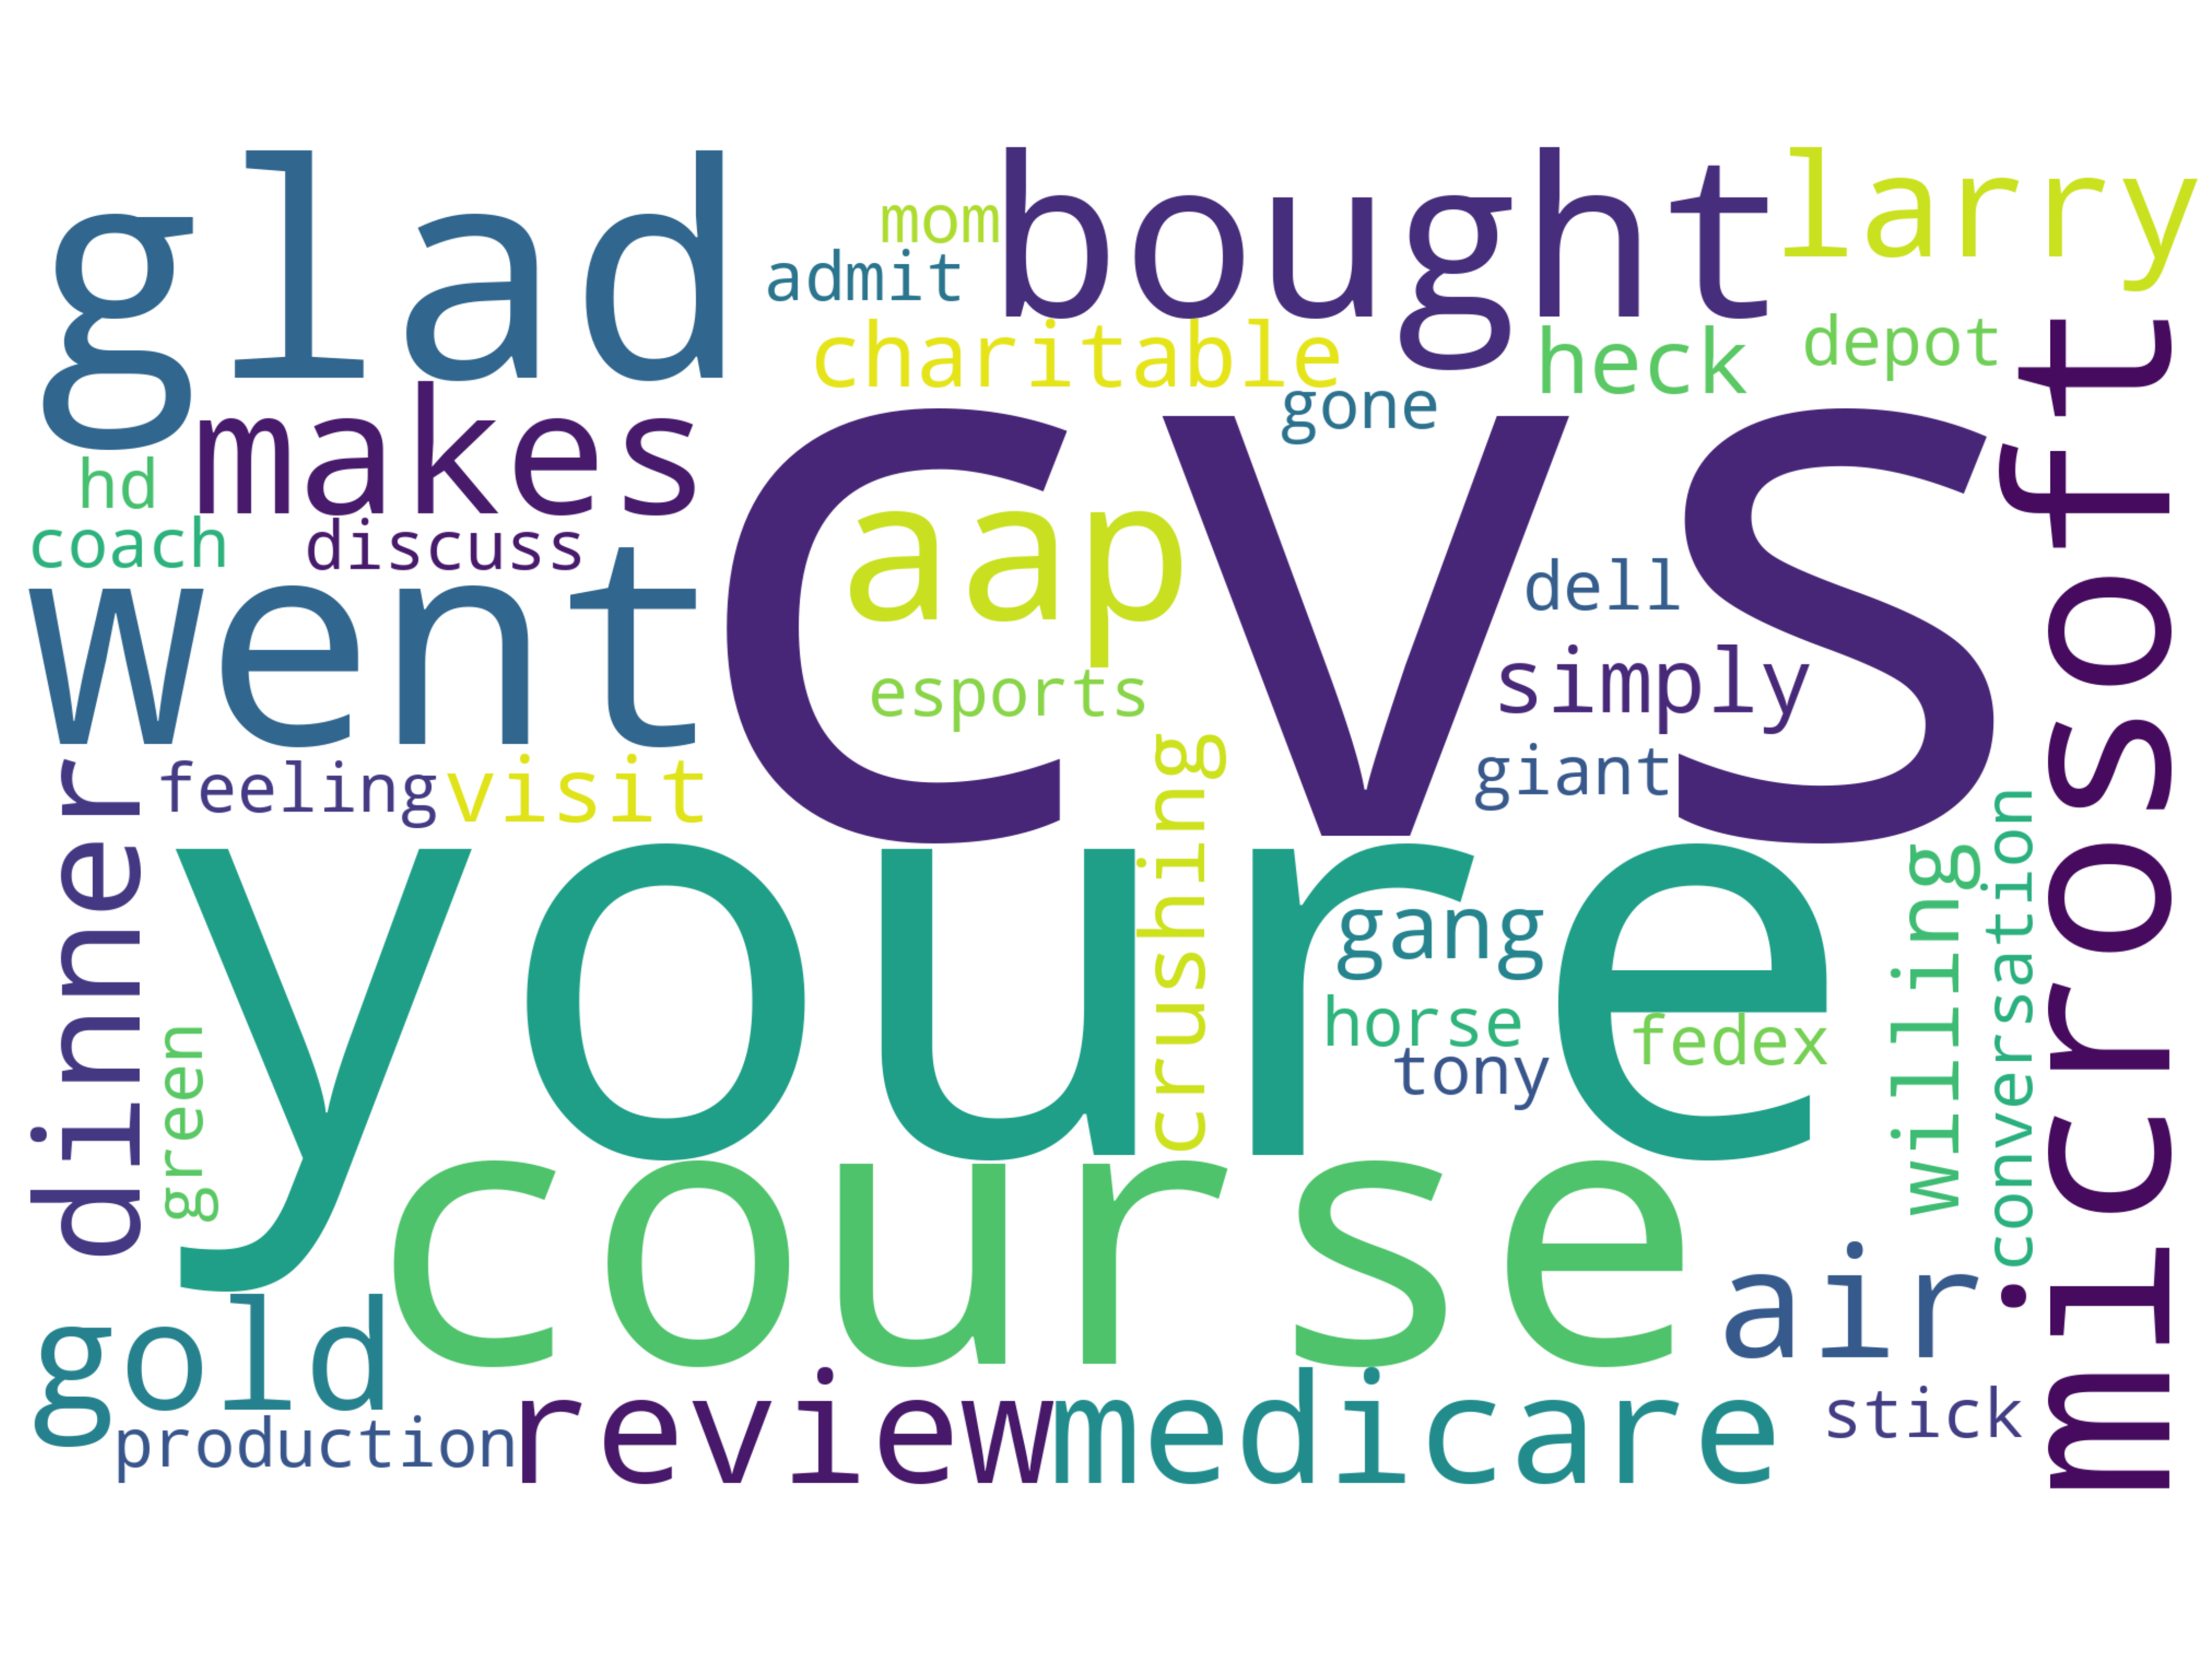 glad
bought
larry
mom
admit
charitable
heck
depot
gone
makes
cvs
microsoft
hd
coach
discuss
aap
went
dell
esports
simply
feeling
visit
giant
crushing
dinner
youre
gang
willing
conversation
horse
fedex
tony
green
course
air
gold
production
review
medicare
stick